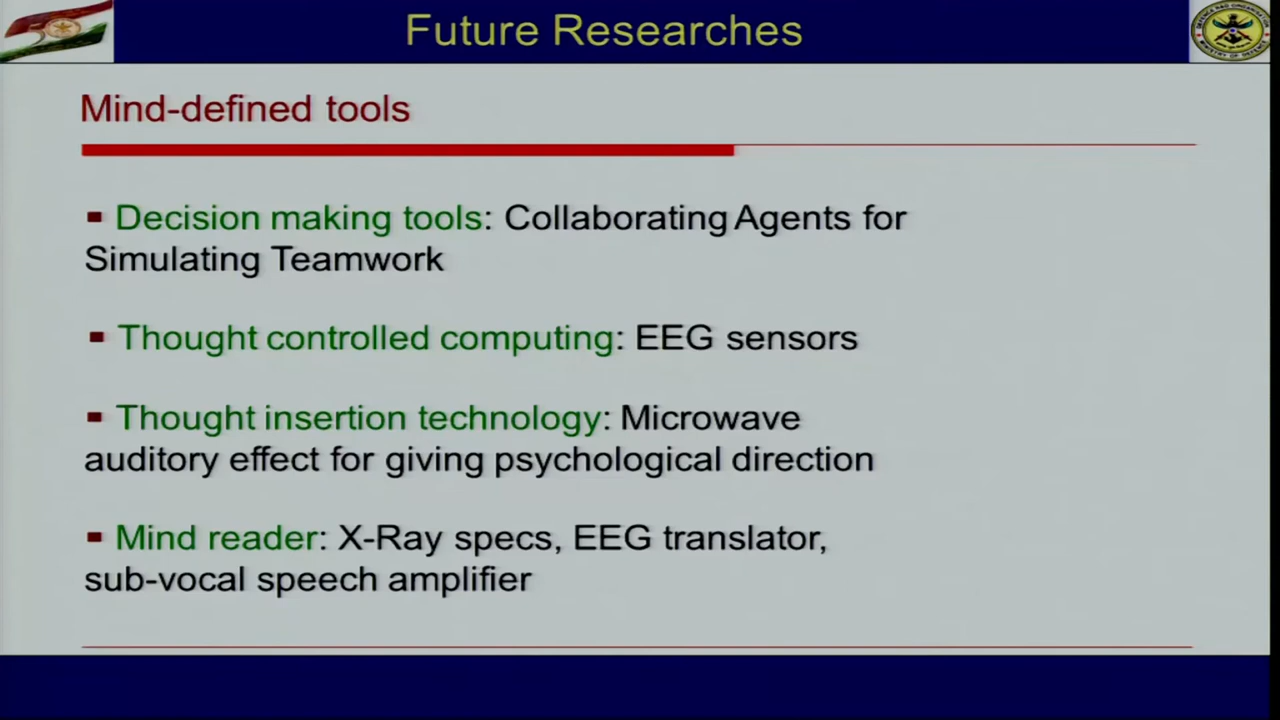 Future Researches
Mind-defined tools
▪ Decision making tools: Collaborating Agents for
Simulating Teamwork
▪ Thought controlled computing: EEG sensors
▪ Thought insertion technology: Microwave
auditory effect for giving psychological direction
▪ Mind reader: X-Ray specs, EEG translator,
sub-vocal speech amplifier